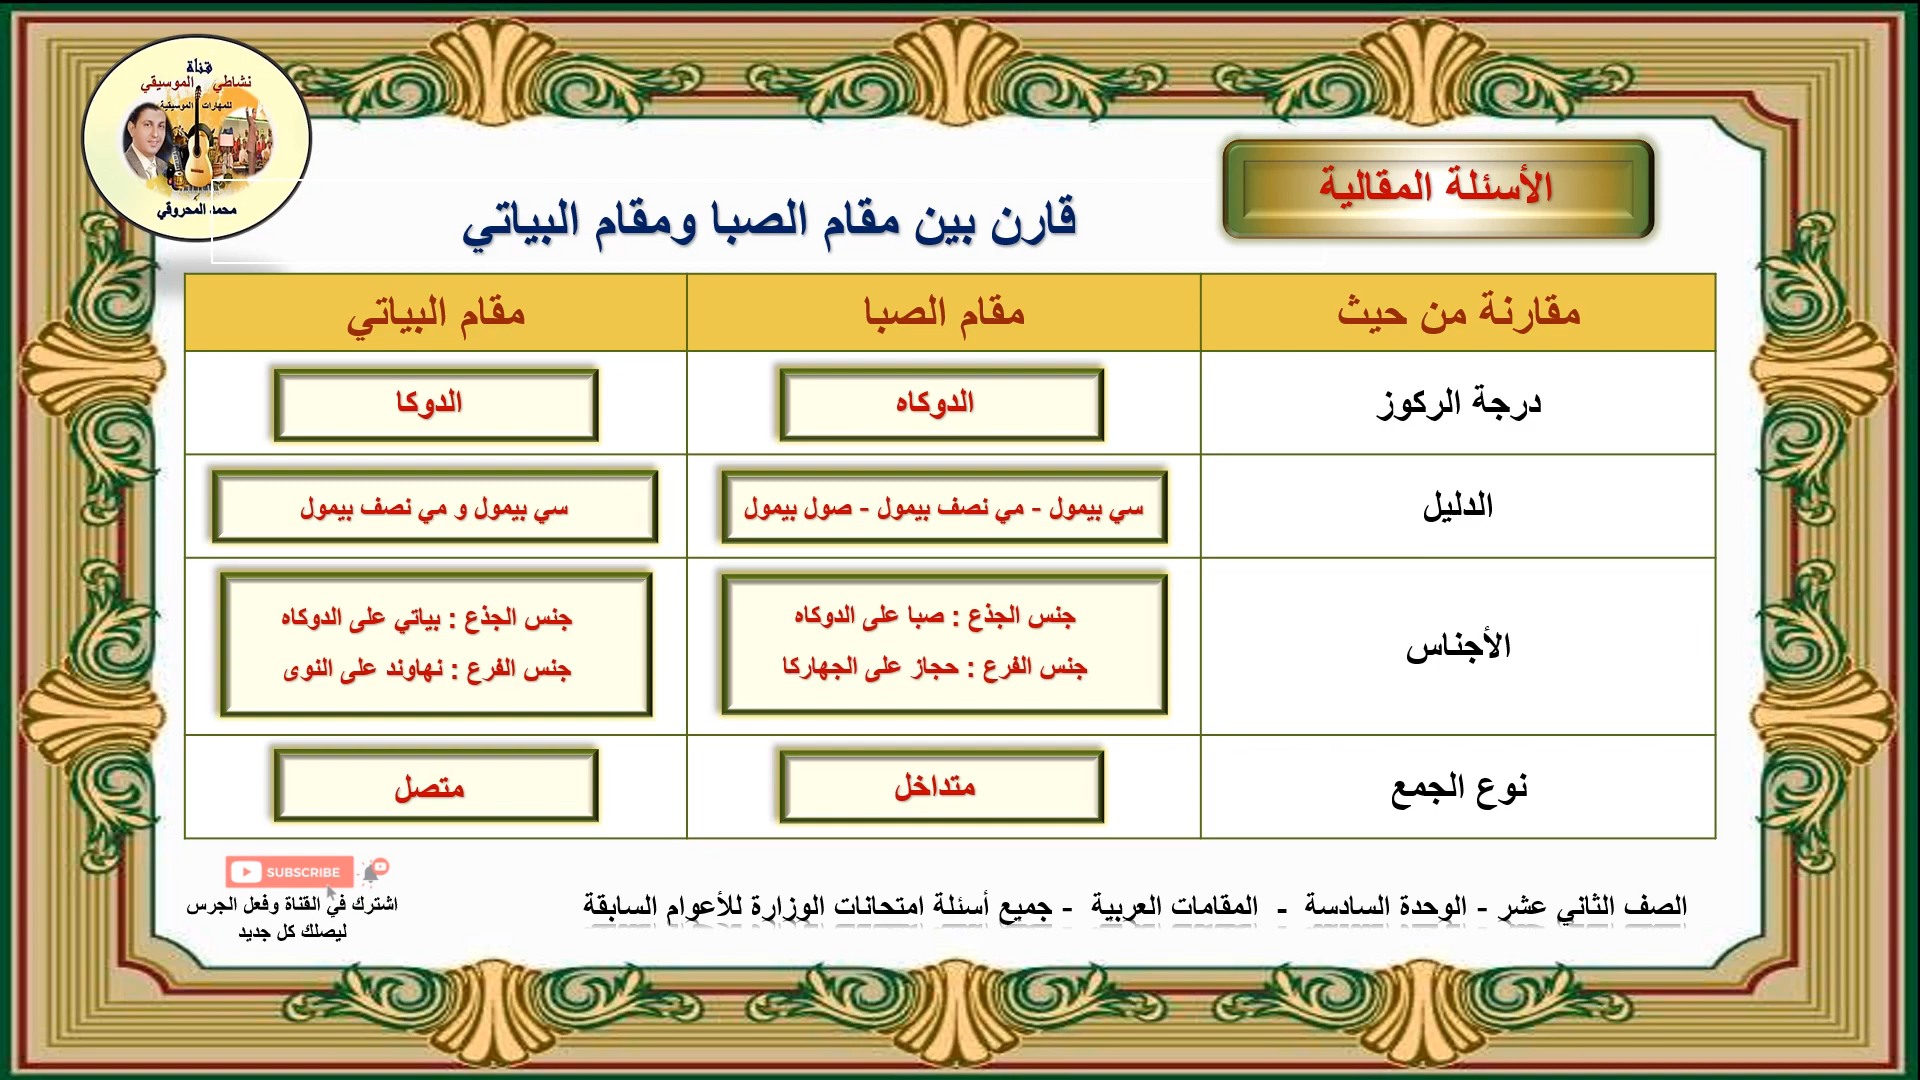 قناة
نشاطي الموسيقي
للمهارات الموسيقية
محمد المحروقي
الأسئلة المقالية
قارن بين مقام الصبا ومقام البياتي
مقارنة من حيث
مقام الصبا
مقام البياتي
درجة الركوز
الدوكاه
الدوكا
الدليل
سي بيمول - مي نصف بيمول - صول بيمول
سي بيمول و مي نصف بيمول
الأجناس
جنس الجذع : صبا على الدوكاه
جنس الفرع : حجاز على الجهاركا
جنس الجذع : بياتي على الدوكاه
جنس الفرع : نهاوند على النوى
نوع الجمع
متداخل
متصل
الصف الثاني عشر - الوحدة السادسة - المقامات العربية - جميع أسئلة امتحانات الوزارة للأعوام السابقة
SUBSCRIBE
اشترك في القناة وفعل الجرس
ليصلك كل جديد